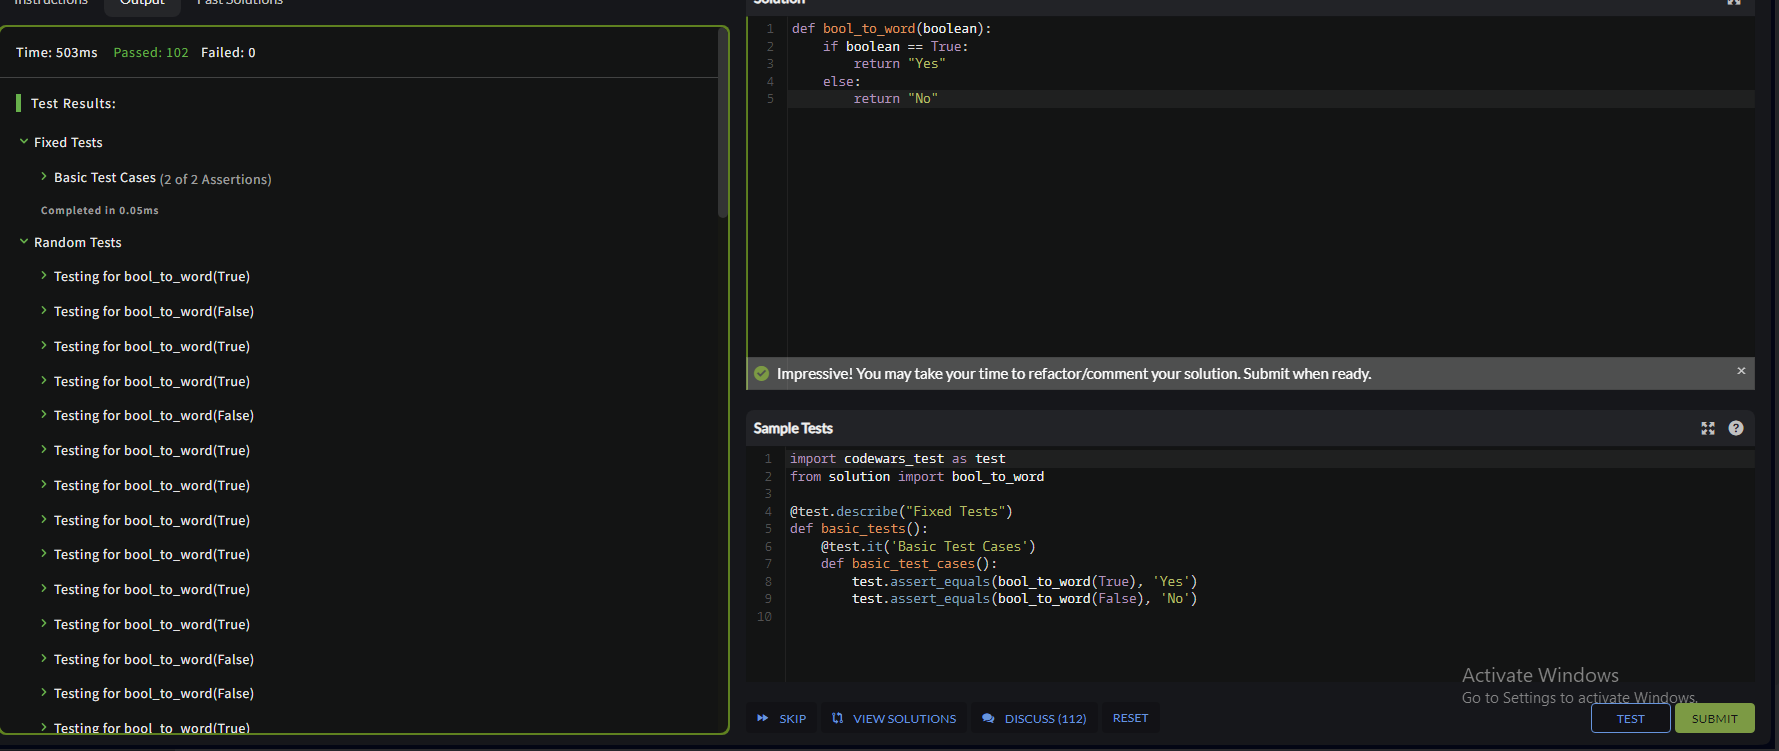 Instructions
Output
Past Solutions
Time: 503ms Passed: 102 Failed: 0
Test Results:
Fixed Tests
Basic Test Cases (2 of 2 Assertions)
Completed in 0.05ms
Random Tests
Testing for bool_to_word(True)
Testing for bool_to_word(False)
Testing for bool_to_word(True)
Testing for bool_to_word(True)
Testing for bool_to_word(False)
Testing for bool_to_word(True)
Testing for bool_to_word(True)
Testing for bool_to_word(True)
Testing for bool_to_word(True)
Testing for bool_to_word(True)
Testing for bool_to_word(True)
Testing for bool_to_word(False)
Testing for bool_to_word(False)
Testing for bool_to_word(True)
Solution
1 def bool_to_word(boolean):
2     if boolean == True:
3         return "Yes"
4     else:
5         return "No"
Impressive! You may take your time to refactor/comment your solution. Submit when ready.
Sample Tests
1 import codewars_test as test
2 from solution import bool_to_word
3
4 @test.describe("Fixed Tests")
5 def basic_tests():
6     @test.it('Basic Test Cases')
7     def basic_test_cases():
8         test.assert_equals(bool_to_word(True), 'Yes')
9         test.assert_equals(bool_to_word(False), 'No')
10
Activate Windows
Go to Settings to activate Windows.
SKIP
VIEW SOLUTIONS
DISCUSS (112)
RESET
TEST
SUBMIT